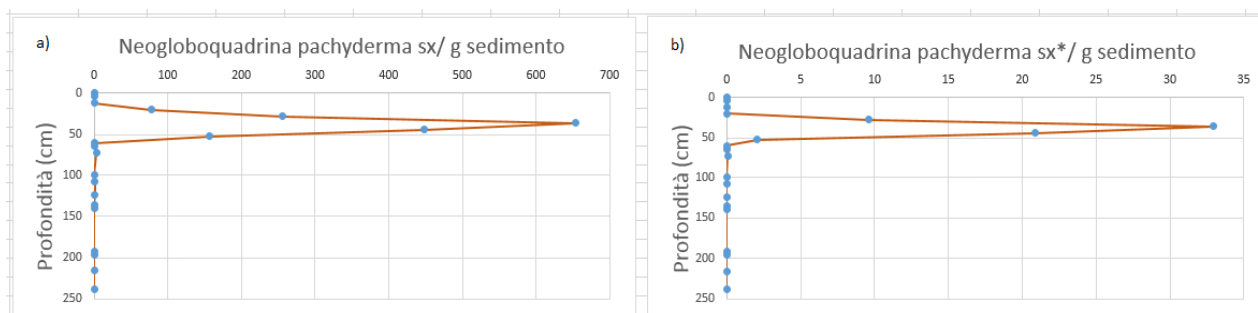 a)
Neogloboquadrina pachyderma sx/ g sedimento
0 100 200 300 400 500 600 700
Profondità (cm)
0
50
100
150
200
250
b)
Neogloboquadrina pachyderma sx*/ g sedimento
0 5 10 15 20 25 30 35
Profondità (cm)
0
50
100
150
200
250